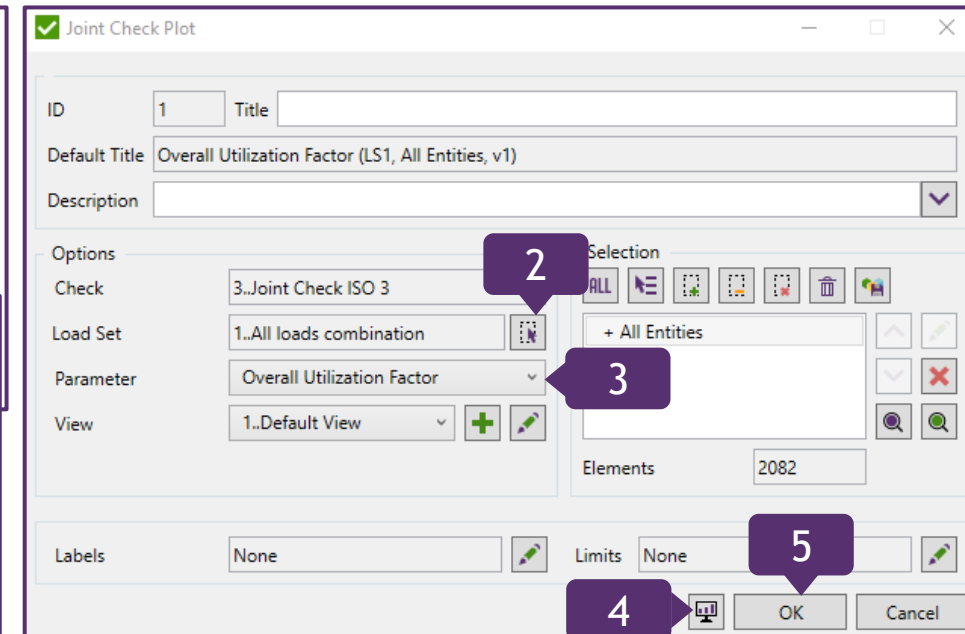 Joint Check Plot
ID 1 Title
Default Title Overall Utilization Factor (LS1, All Entities, v1)
Description
Options
Check 3..Joint Check ISO 3
Load Set 1..All loads combination
Parameter Overall Utilization Factor
View 1..Default View
2
3
Selection
ALL
+ All Entities
Elements 2082
Labels None
Limits None
5
4
OK Cancel